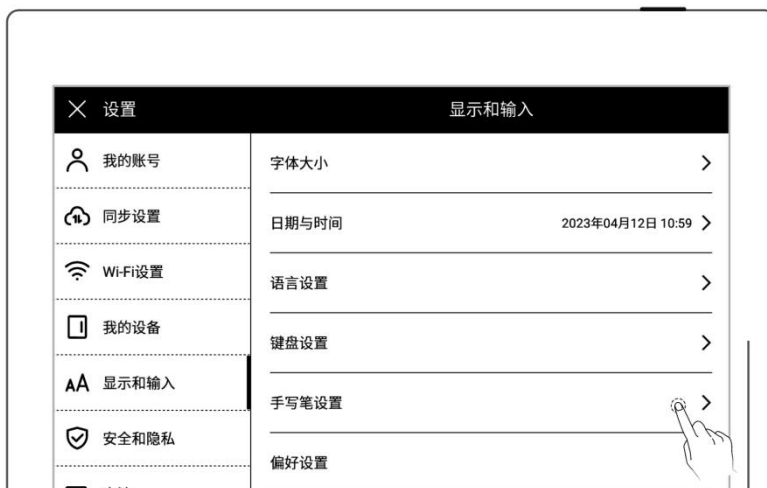 设置
显示和输入
我的账号
同步设置
Wi-Fi设置
我的设备
AA 显示和输入
安全和隐私
字体大小
日期与时间 2023年04月12日 10:59
语言设置
键盘设置
手写笔设置
偏好设置